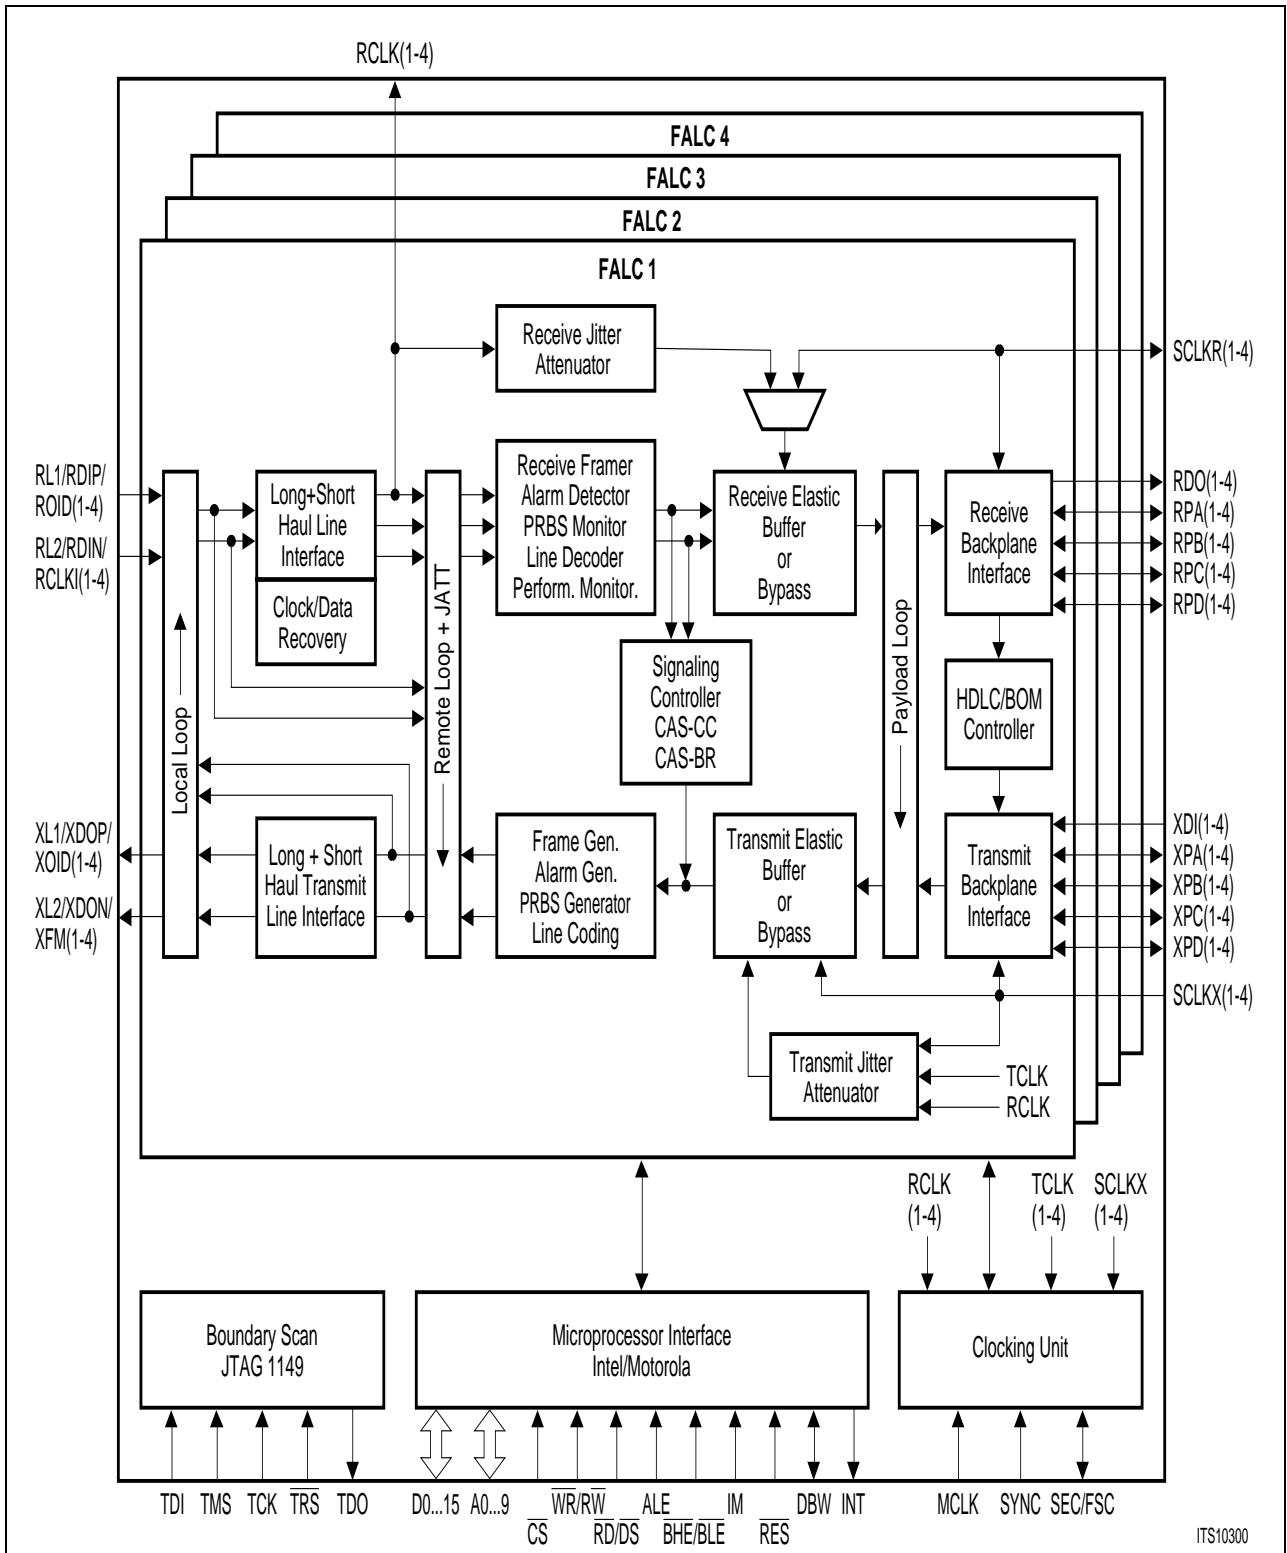 RCLK(1-4)
FALC 4
FALC 3
FALC 2
FALC 1
Receive Jitter
Attenuator
SCLKR(1-4)
RL1/RDIP/
ROID(1-4)
RL2/RDIN/
RCLKI(1-4)
Local Loop
Long+Short
Haul Line
Interface
Clock/Data
Recovery
Remote Loop + JATT
Receive Framer
Alarm Detector
PRBS Monitor
Line Decoder
Perform. Monitor.
Receive Elastic
Buffer
or
Bypass
Payload Loop
Receive
Backplane
Interface
RDO(1-4)
RPA(1-4)
RPB(1-4)
RPC(1-4)
RPD(1-4)
Signaling
Controller
CAS-CC
CAS-BR
HDLC/BOM
Controller
XL1/XDOP/
XOID(1-4)
XL2/XDON/
XFM(1-4)
Long + Short
Haul Transmit
Line Interface
Frame Gen.
Alarm Gen.
PRBS Generator
Line Coding
Transmit Elastic
Buffer
or
Bypass
Transmit
Backplane
Interface
XDI(1-4)
XPA(1-4)
XPB(1-4)
XPC(1-4)
XPD(1-4)
SCLKX(1-4)
Transmit Jitter
Attenuator
TCLK
RCLK
RCLK
(1-4)
TCLK
(1-4)
SCLKX
(1-4)
Boundary Scan
JTAG 1149
Microprocessor Interface
Intel/Motorola
Clocking Unit
TDI TMS TCK T̅R̅S̅ TDO D0...15 A0...9 C̅S̅ W̅R̅/RW̅ R̅D̅/D̅S̅ ALE B̅H̅E̅/B̅L̅E̅ IM R̅E̅S̅ DBW INT MCLK SYNC SEC/FSC
ITS10300